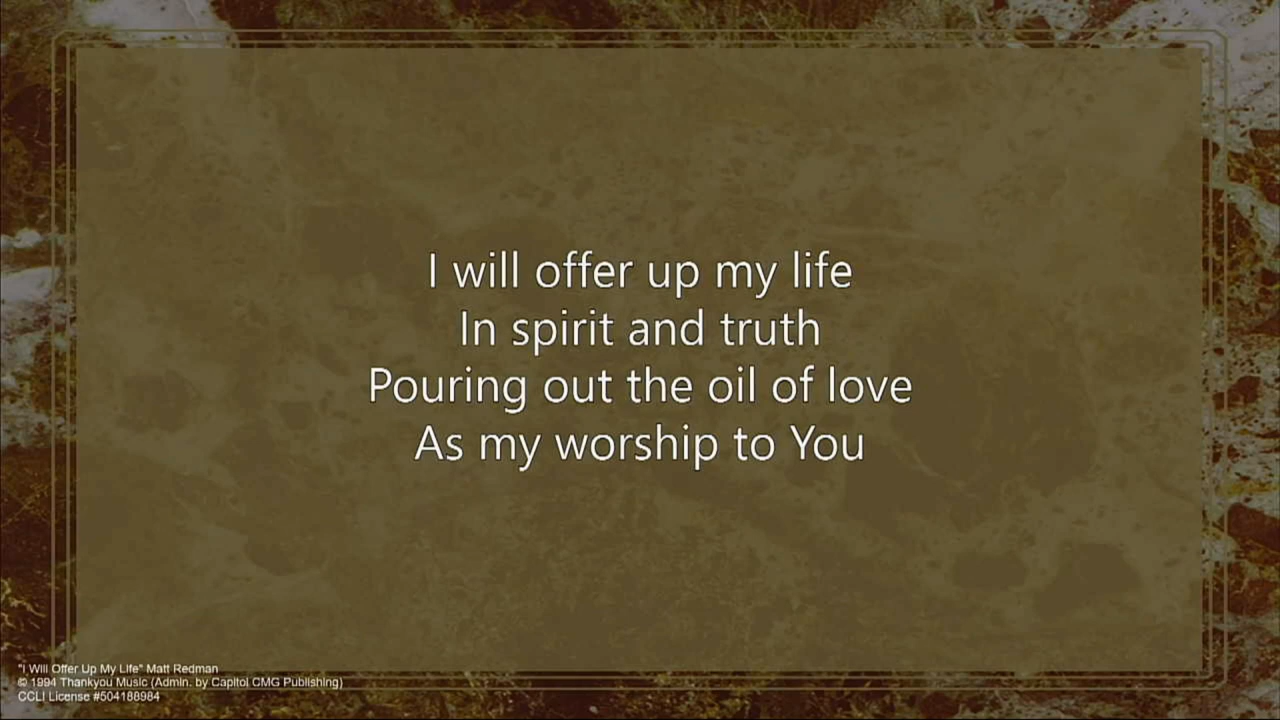 I will offer up my life
In spirit and truth
Pouring out the oil of love
As my worship to You
"I Will Offer Up My Life" Matt Redman
© 1994 Thankyou Music (Admin. by Capitol CMG Publishing)
CCLI License #504188984